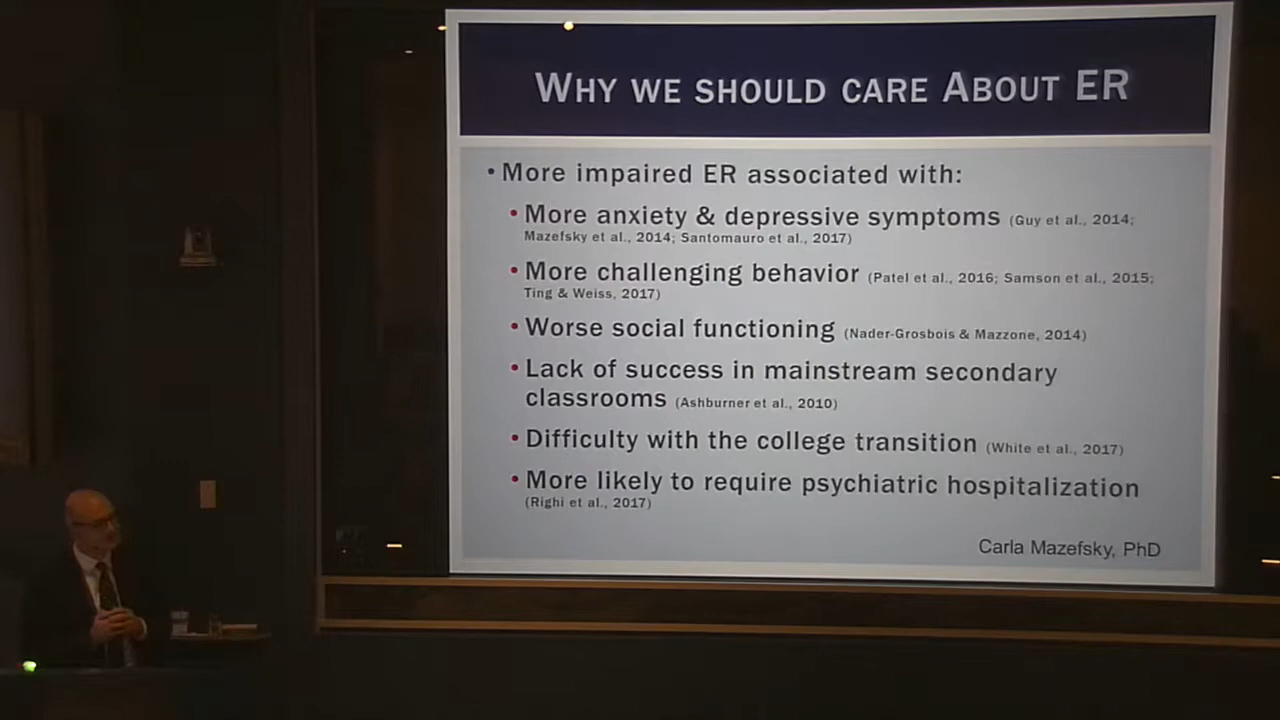 WHY WE SHOULD CARE ABOUT ER
• More impaired ER associated with:
• More anxiety & depressive symptoms (Guy et al., 2014;
Mazefsky et al., 2014; Santomauro et al., 2017)
• More challenging behavior (Patel et al., 2016; Samson et al., 2015;
Ting & Weiss, 2017)
• Worse social functioning (Nader-Grosbois & Mazzone, 2014)
• Lack of success in mainstream secondary
classrooms (Ashburner et al., 2010)
• Difficulty with the college transition (White et al., 2017)
• More likely to require psychiatric hospitalization
(Righi et al., 2017)
Carla Mazefsky, PhD